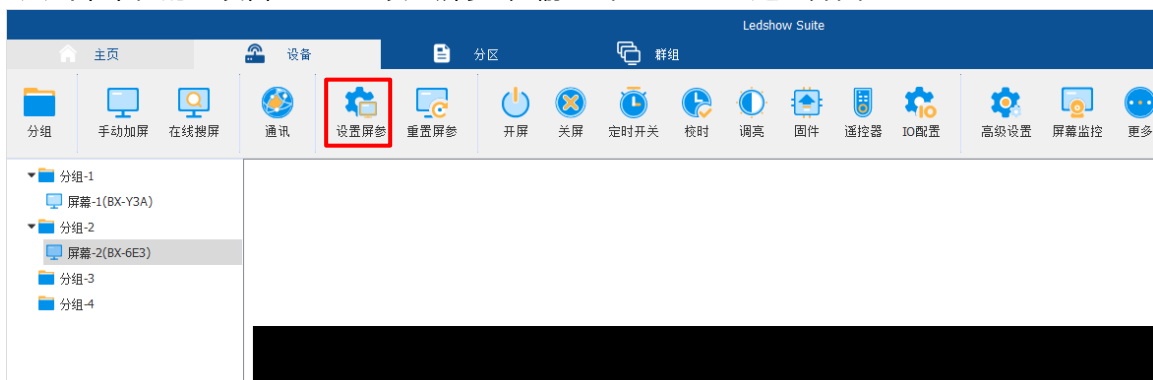 Ledshow Suite
主页 设备 分区 群组
分组 手动加屏 在线搜屏 通讯 设置屏参 重置屏参 开屏 关屏 定时开关 校时 调亮 固件 遥控器 IO配置 高级设置 屏幕监控 更多
分组-1
屏幕-1(BX-Y3A)
分组-2
屏幕-2(BX-6E3)
分组-3
分组-4